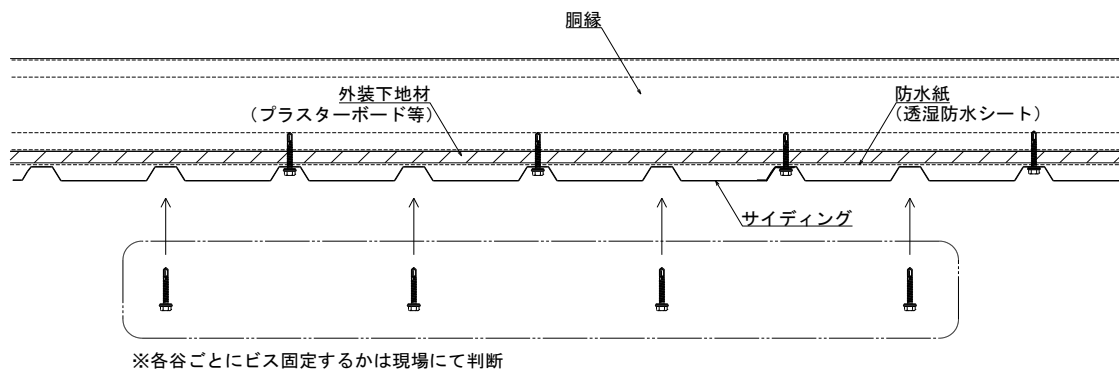 胴縁
外装下地材
(プラスターボード等)
防水紙
(透湿防水シート)
サイディング
※各谷ごとにビス固定するかは現場にて判断